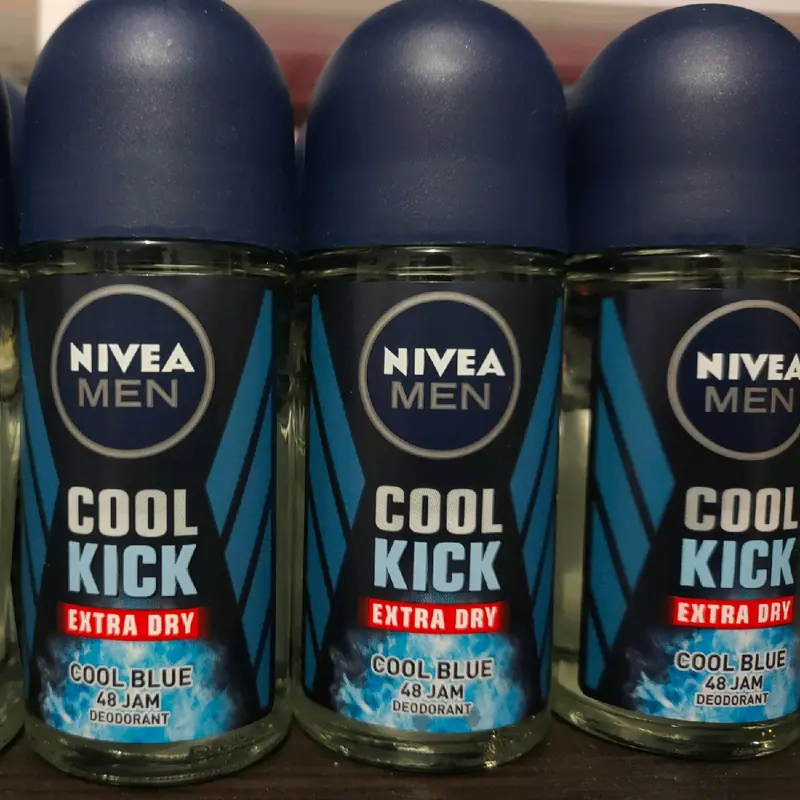 NIVEA
MEN
COOL
KICK
EXTRA DRY
COOL BLUE
48 JAM
DEODORANT
NIVEA
MEN
COOL
KICK
EXTRA DRY
COOL BLUE
48 JAM
DEODORANT
NIVEA
MEN
COOL
KICK
EXTRA DRY
COOL BLUE
48 JAM
DEODORANT